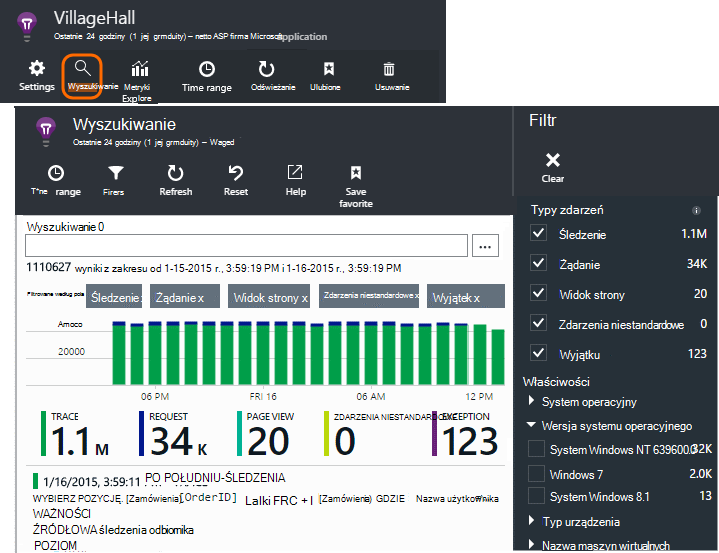 VillageHall
Ostatnie 24 godziny (1 jej grmduity) – netto ASP firma Microsoft Application
Settings
Wyszukiwanie
Metryki
Explore
Time range
Odświeżanie
Ulubione
Usuwanie
Wyszukiwanie
Ostatnie 24 godziny (1 jej grmduity) – Waged
T*ne range
Firers
Refresh
Reset
Help
Save
favorite
Wyszukiwanie 0
...
1110627 wyniki z zakresu od 1-15-2015 r., 3:59:19 PM i 1-16-2015 r., 3:59:19 PM
Filtrowane według pola
Śledzenie x
Żądanie x
Widok strony x
Zdarzenia niestandardowe x
Wyjątek x
Amoco
20000
06 PM FRI 16 06 AM 12 PM
TRACE
1.1 M
REQUEST
34 K
PAGE VIEW
20
ZDARZENIA NIESTANDARDOWE
0
EXCEPTION
123
1/16/2015, 3:59:11 PO POŁUDNIU-ŚLEDZENIA
WYBIERZ POZYCJĘ. [Zamówienia] [OrderID] Lalki FRC + I [Zamówienia] GDZIE Nazwa użytkownika
WAŻNOŚCI
ŹRÓDŁOWA śledzenia odbiornika
POZIOM
Filtr
Clear
Typy zdarzeń
Śledzenie 1.1M
Żądanie 34K
Widok strony 20
Zdarzenia niestandardowe 0
Wyjątku 123
Właściwości
System operacyjny
Wersja systemu operacyjnego
System Windows NT 639600.0 32K
Windows 7 2.0K
System Windows 8.1 13
Typ urządzenia
Nazwa maszyn wirtualnych